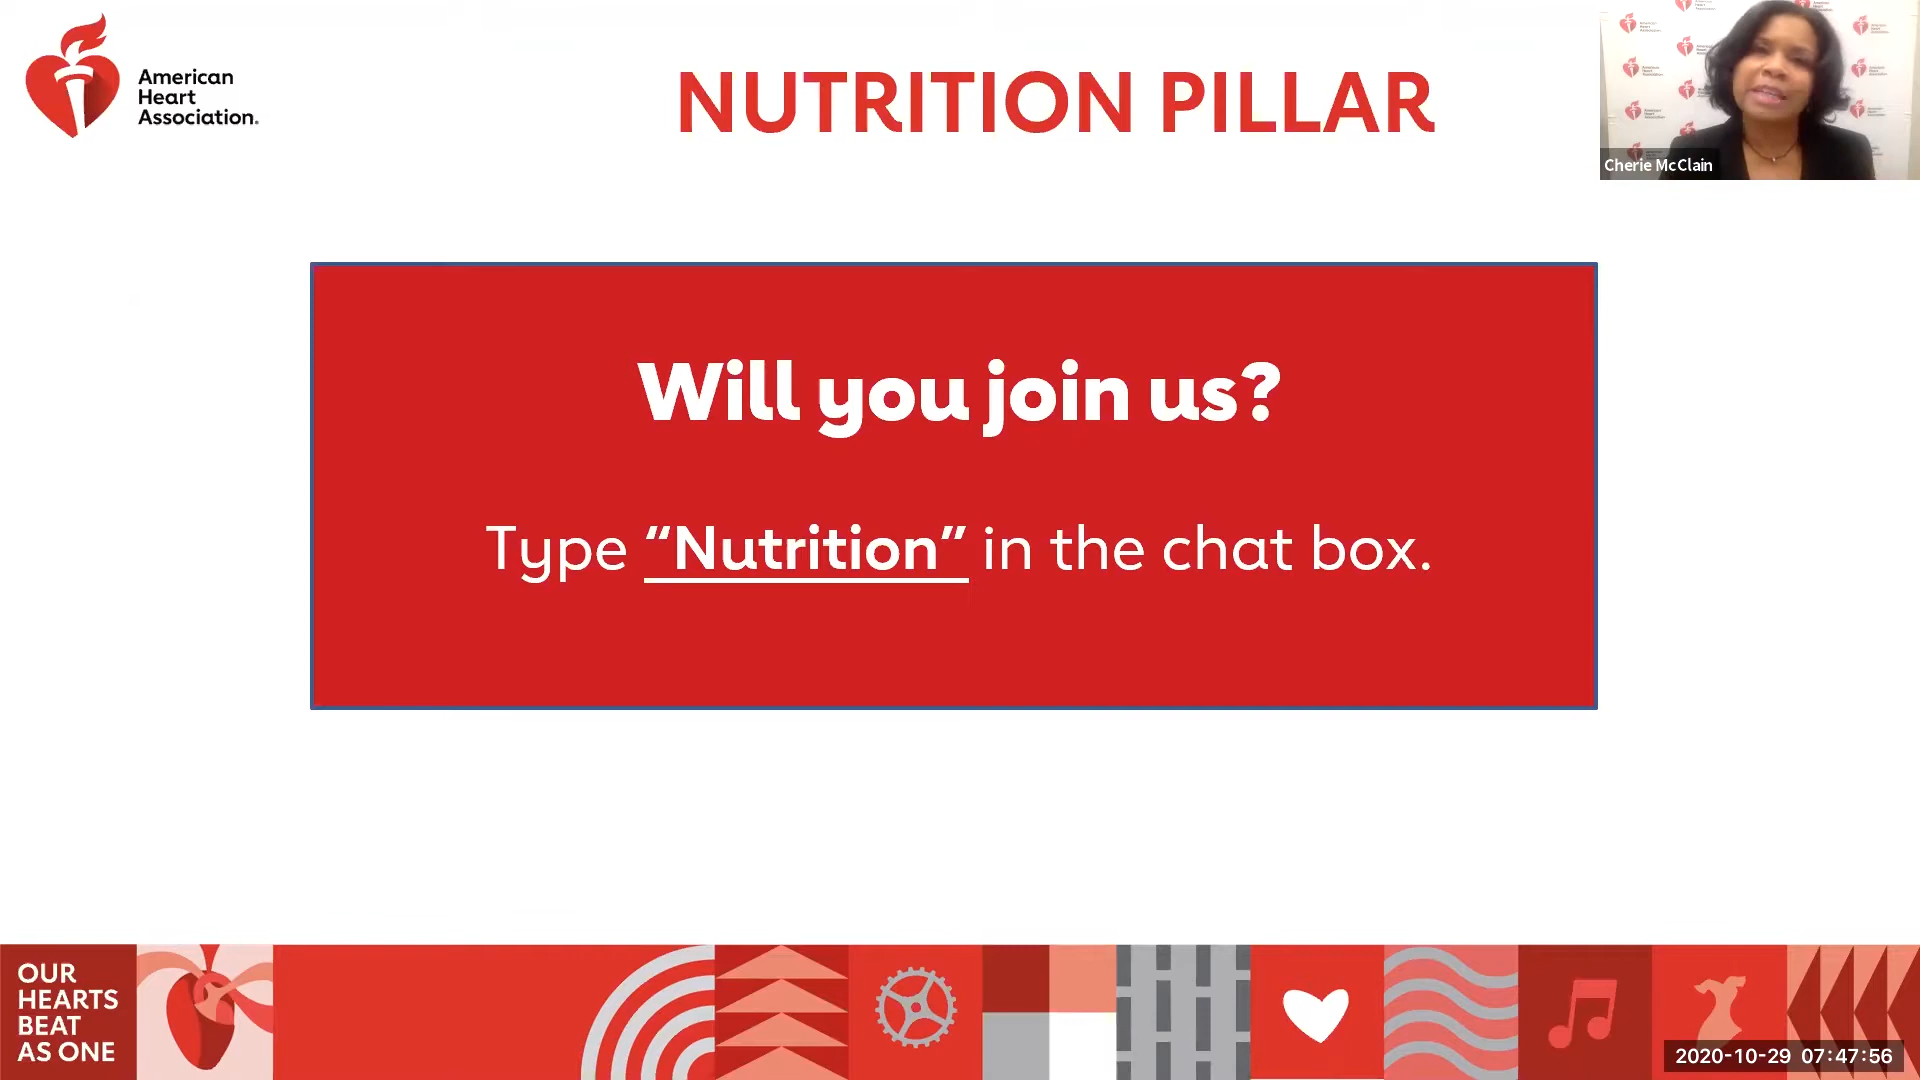 American
Heart
Association.
NUTRITION PILLAR
Cherie McClain
Will you join us?
Type “Nutrition” in the chat box.
OUR
HEARTS
BEAT
AS ONE
2020-10-29 07:47:56